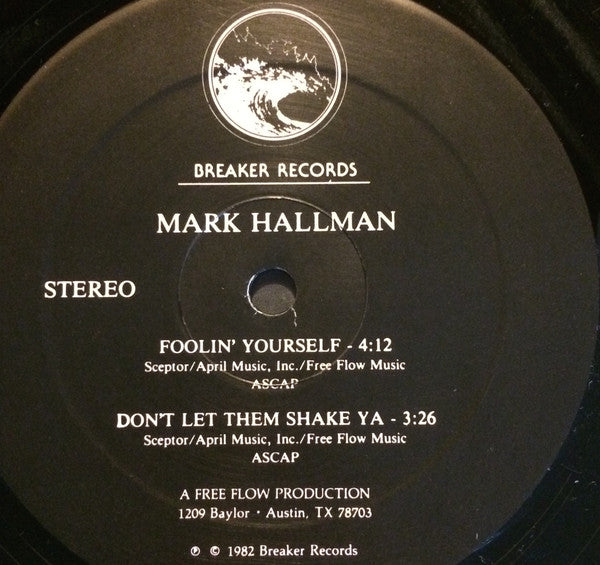 BREAKER RECORDS
MARK HALLMAN
STEREO
FOOLIN' YOURSELF - 4:12
Sceptor/April Music, Inc./Free Flow Music
ASCAP
DON'T LET THEM SHAKE YA - 3:26
Sceptor/April Music, Inc./Free Flow Music
ASCAP
A FREE FLOW PRODUCTION
1209 Baylor · Austin, TX 78703
℗ © 1982 Breaker Records